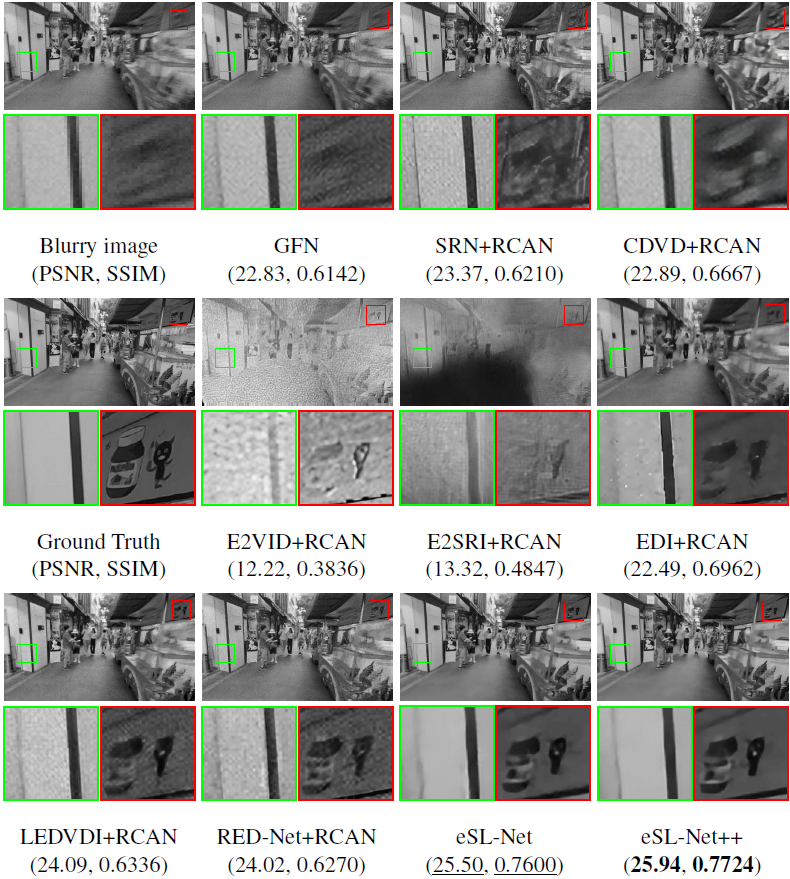 Blurry image
(PSNR, SSIM)
GFN
(22.83, 0.6142)
SRN+RCAN
(23.37, 0.6210)
CDVD+RCAN
(22.89, 0.6667)
Ground Truth
(PSNR, SSIM)
E2VID+RCAN
(12.22, 0.3836)
E2SRI+RCAN
(13.32, 0.4847)
EDI+RCAN
(22.49, 0.6962)
LEDVDI+RCAN
(24.09, 0.6336)
RED-Net+RCAN
(24.02, 0.6270)
eSL-Net
(25.50, 0.7600)
eSL-Net++
(25.94, 0.7724)